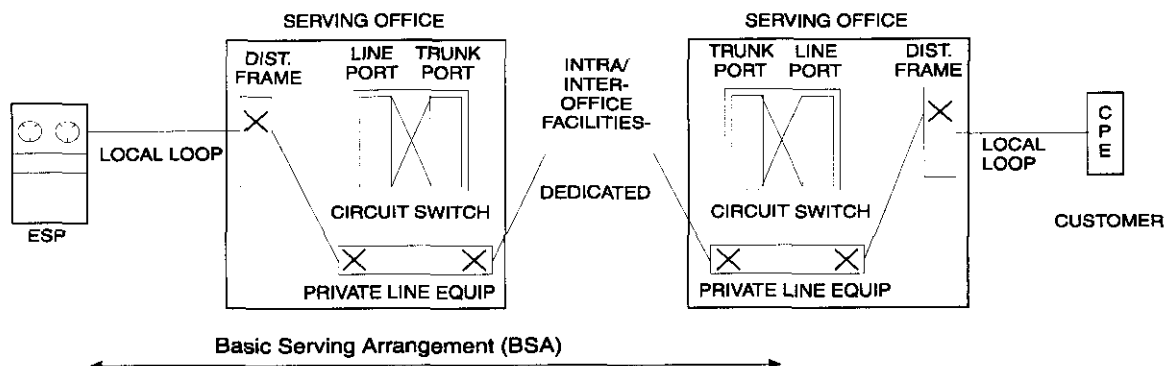 SERVING OFFICE
DIST.
FRAME
LINE
PORT
TRUNK
PORT
LOCAL LOOP
ESP
CIRCUIT SWITCH
PRIVATE LINE EQUIP
INTRA/
INTER-
OFFICE
FACILITIES-
DEDICATED
SERVING OFFICE
TRUNK
PORT
LINE
PORT
DIST.
FRAME
CIRCUIT SWITCH
PRIVATE LINE EQUIP
LOCAL
LOOP
CPE
CUSTOMER
Basic Serving Arrangement (BSA)